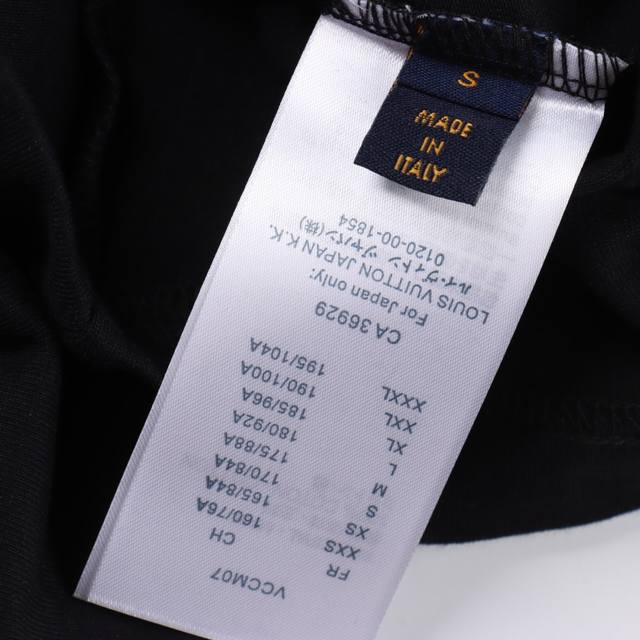 S
MADE
IN
ITALY
VCCM07
FR CH
XXS 160/76A
XS 165/84A
S 170/84A
M 175/88A
L 180/92A
XL 185/96A
XXL 190/100A
XXXL 195/104A
CA 36929
For Japan only:
LOUIS VUITTON JAPAN K.K.
ルイ・ヴィトン ジャパン(株)
0120-00-1854